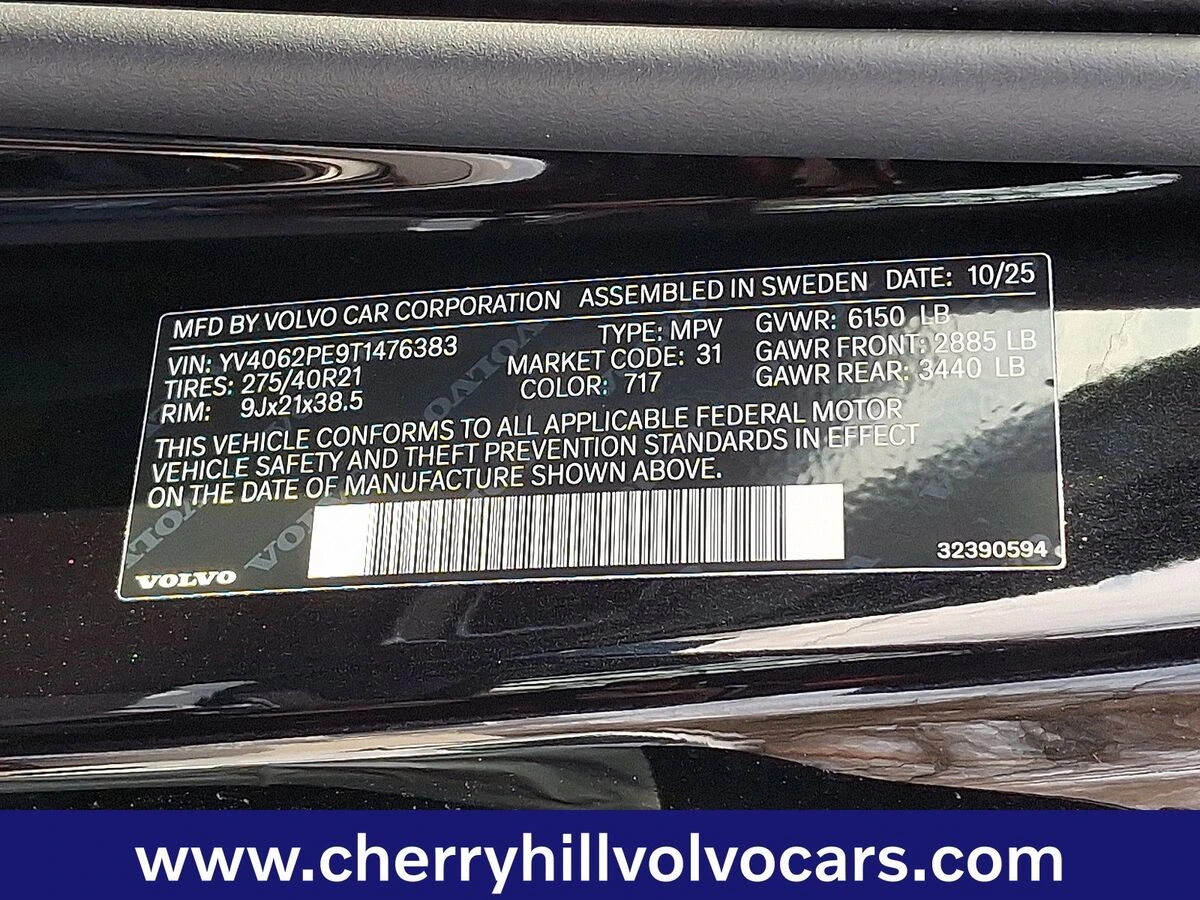 MFD BY VOLVO CAR CORPORATION ASSEMBLED IN SWEDEN DATE: 10/25
VIN: YV4062PE9T1476383 TYPE: MPV GVWR: 6150 LB
TIRES: 275/40R21 MARKET CODE: 31 GAWR FRONT: 2885 LB
RIM: 9Jx21x38.5 COLOR: 717 GAWR REAR: 3440 LB
THIS VEHICLE CONFORMS TO ALL APPLICABLE FEDERAL MOTOR
VEHICLE SAFETY AND THEFT PREVENTION STANDARDS IN EFFECT
ON THE DATE OF MANUFACTURE SHOWN ABOVE.
VOLVO 32390594
www.cherryhillvolvocars.com